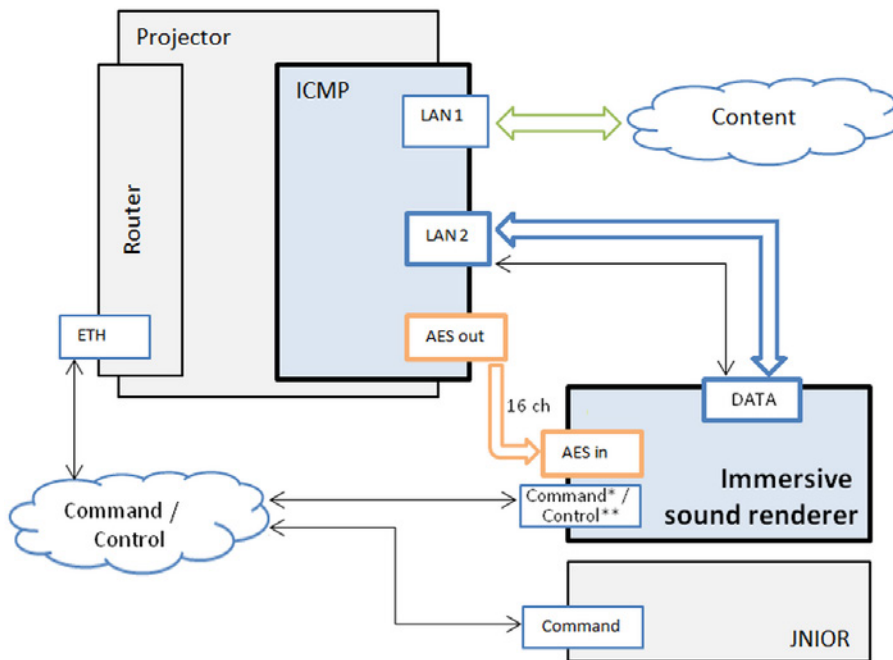 Projector
ICMP
LAN 1
Content
Router
LAN 2
ETH
AES out
16 ch
DATA
AES in
Immersive
sound renderer
Command* /
Control**
Command /
Control
Command
JNIOR